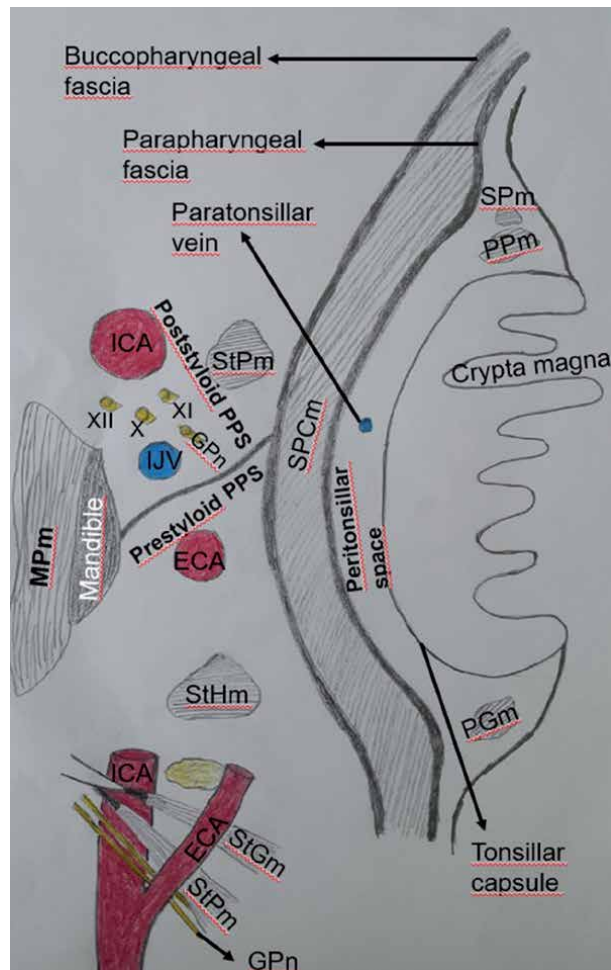 Buccopharyngeal
fascia
Parapharyngeal
fascia
Paratonsillar
vein
SPm
PPm
ICA
Poststyloid PPS
StPm
Crypta magna
XII
X
XI
GPn
IJV
SPCm
Prestyloid PPS
Peritonsillar
space
MPm
Mandible
ECA
StHm
PGm
ICA
ECA
StGm
StPm
GPn
Tonsillar
capsule